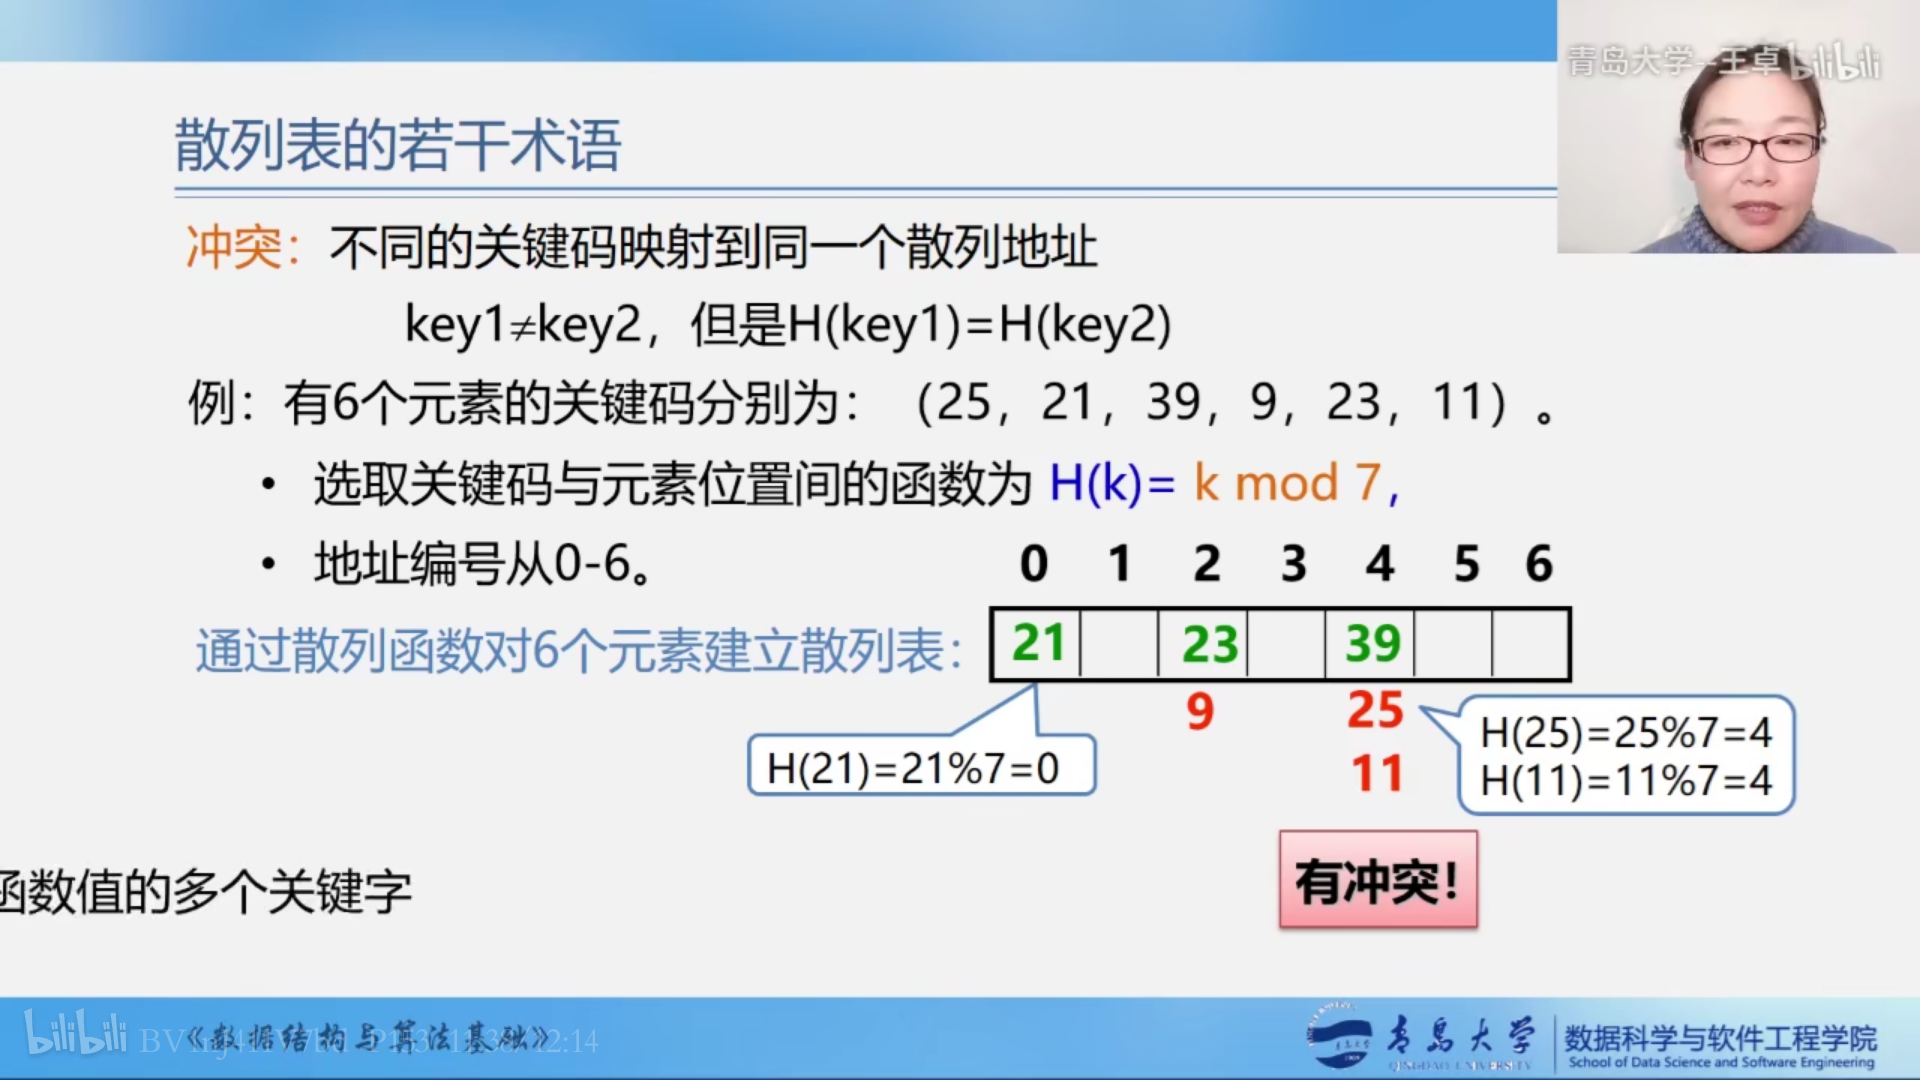 青岛大学--王卓 bilibili
散列表的若干术语
冲突：不同的关键码映射到同一个散列地址
key1≠key2，但是H(key1)=H(key2)
例：有6个元素的关键码分别为：（25，21，39，9，23，11）。
• 选取关键码与元素位置间的函数为 H(k)= k mod 7，
• 地址编号从0-6。
0 1 2 3 4 5 6
通过散列函数对6个元素建立散列表：
21 23 39
9 25
11
H(21)=21%7=0
H(25)=25%7=4
H(11)=11%7=4
有冲突！
函数值的多个关键字
bilibili
《数据结构与算法基础》
青岛大学
QINGDAO UNIVERSITY
数据科学与软件工程学院
School of Data Science and Software Engineering